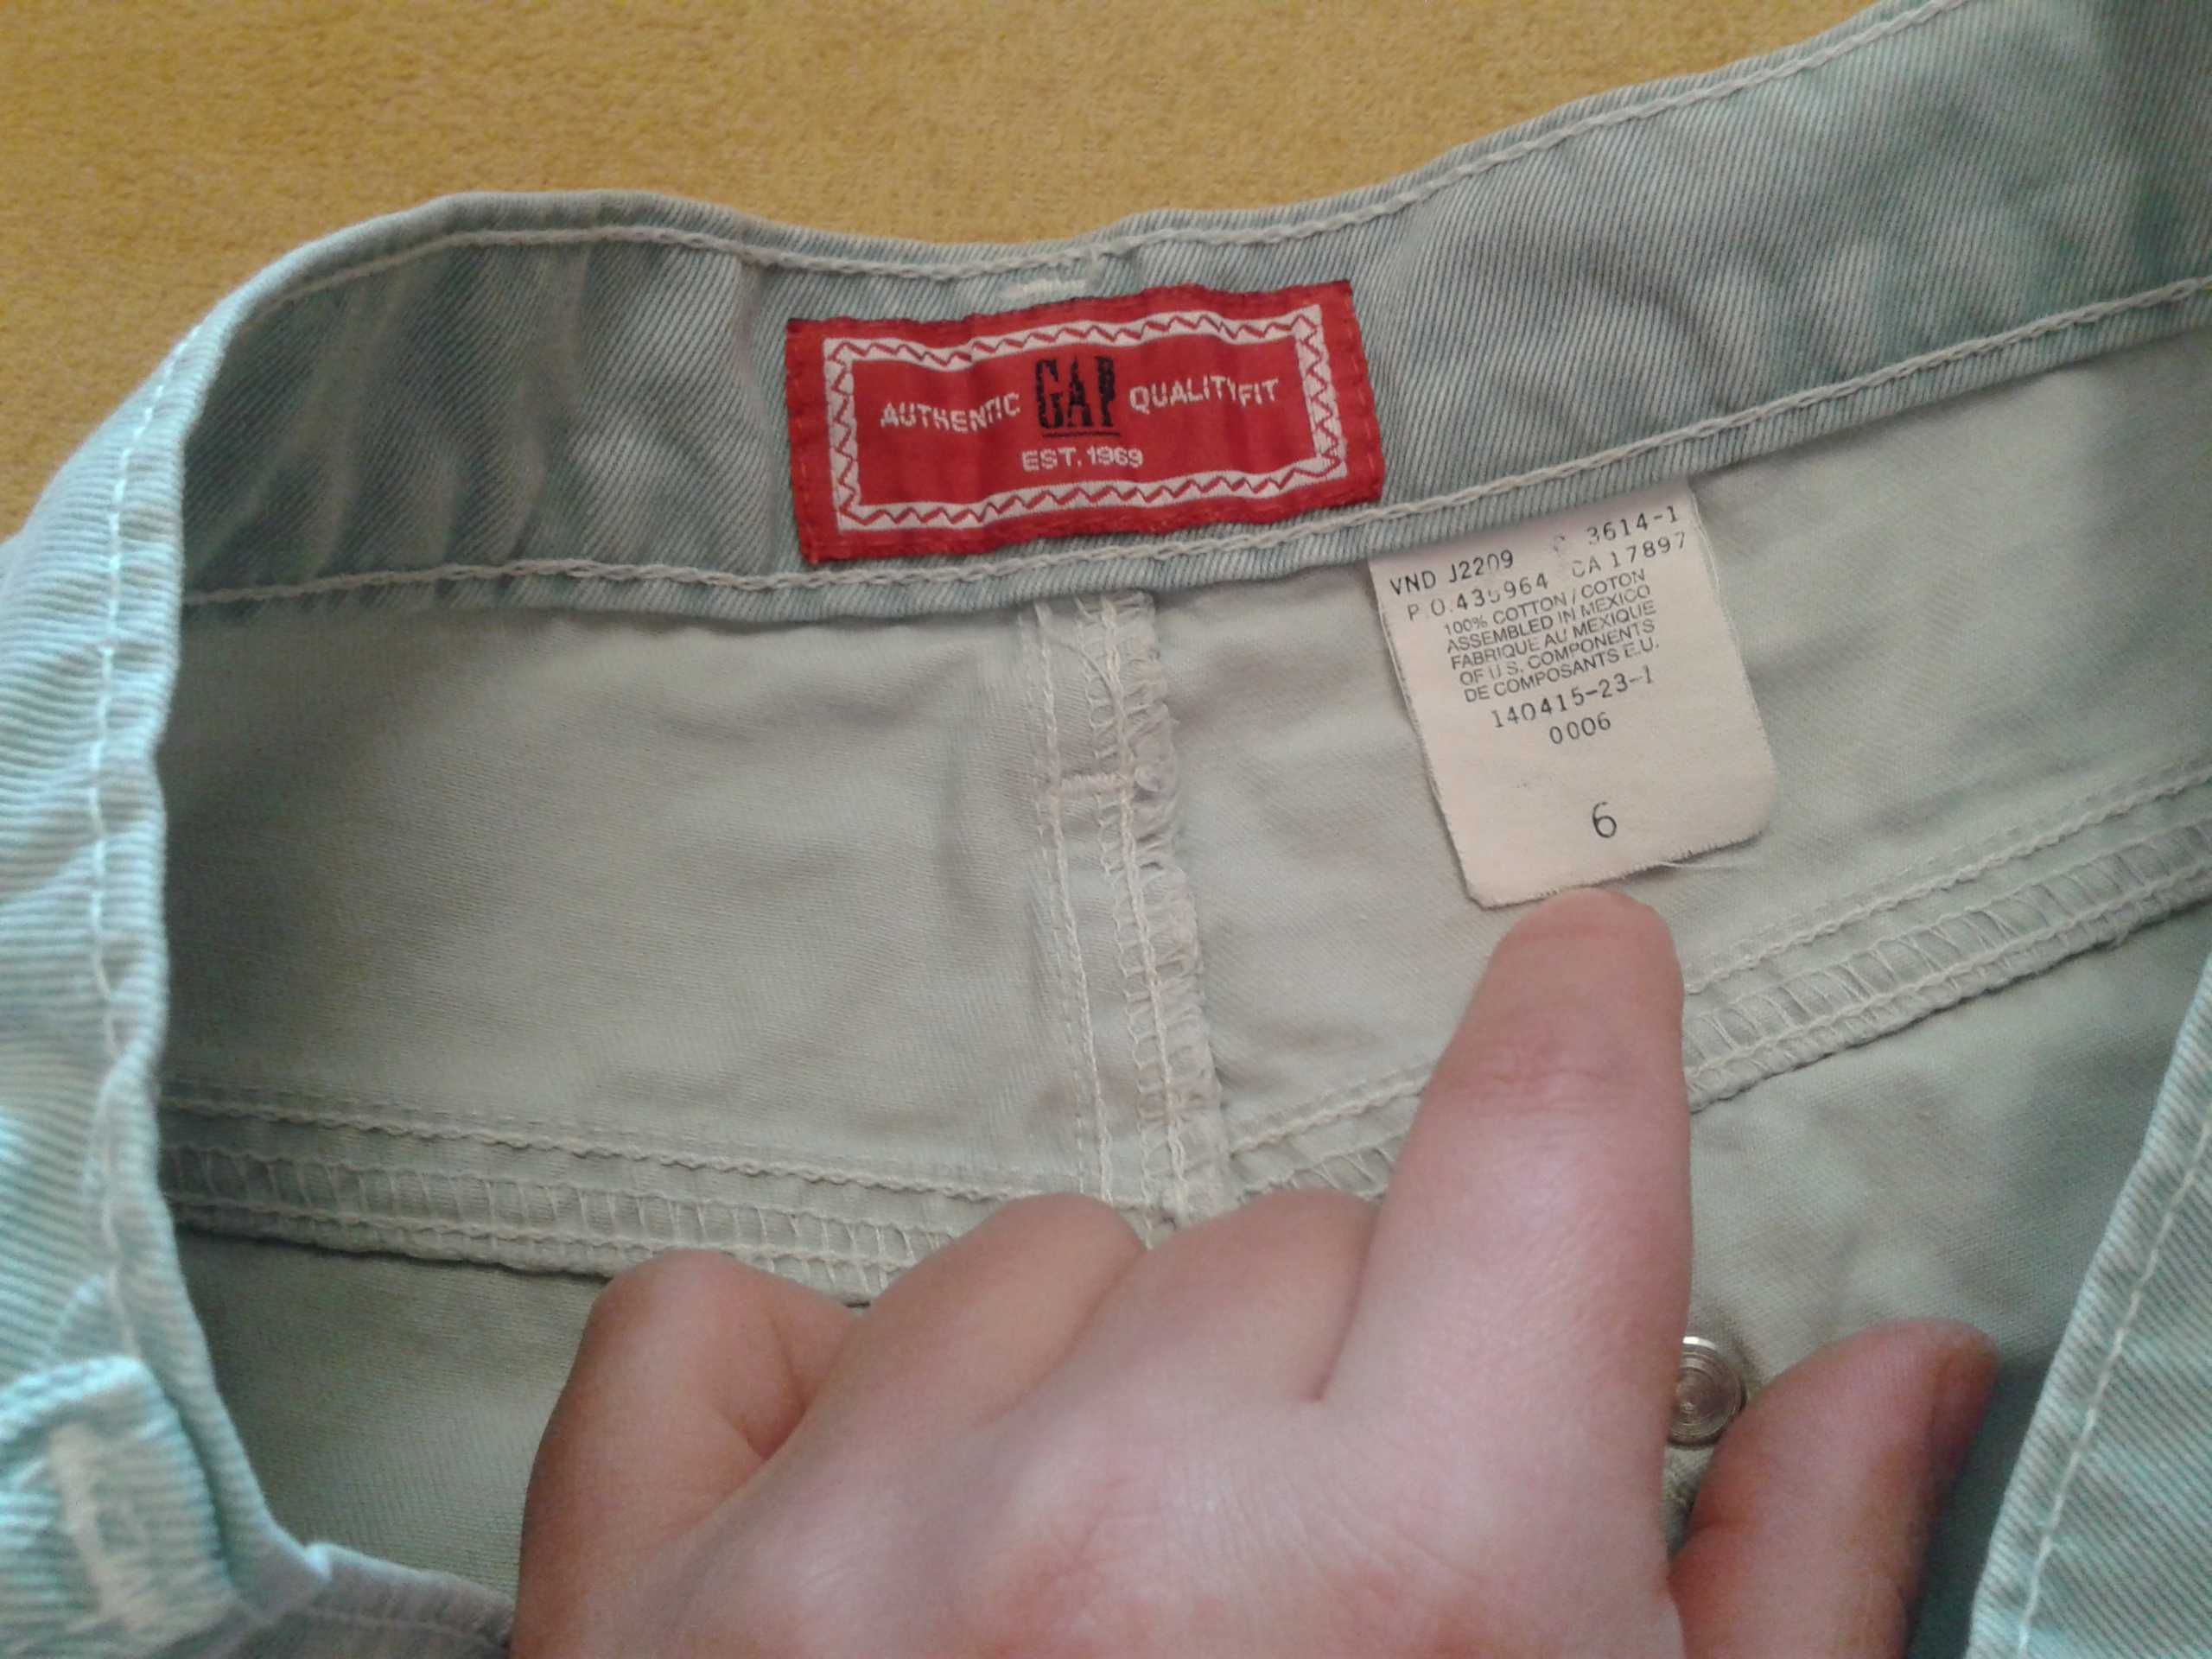 AUTHENTIC GAP QUALITY FIT
EST. 1969
VND J2209 3614-1
P.O. CA 17897
100% COTTON / COTON
ASSEMBLED IN MEXICO
FABRIQUE AU MEXIQUE
OF U.S. COMPONENTS
DE COMPOSANTS E.U.
140415-23-1
0006
6